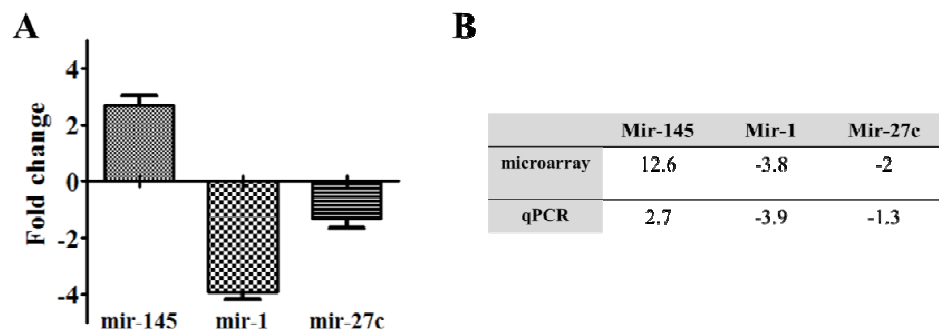 A
Fold change
4
2
0
-2
-4
mir-145 mir-1 mir-27c
B
Mir-145 Mir-1 Mir-27c
microarray 12.6 -3.8 -2
qPCR 2.7 -3.9 -1.3